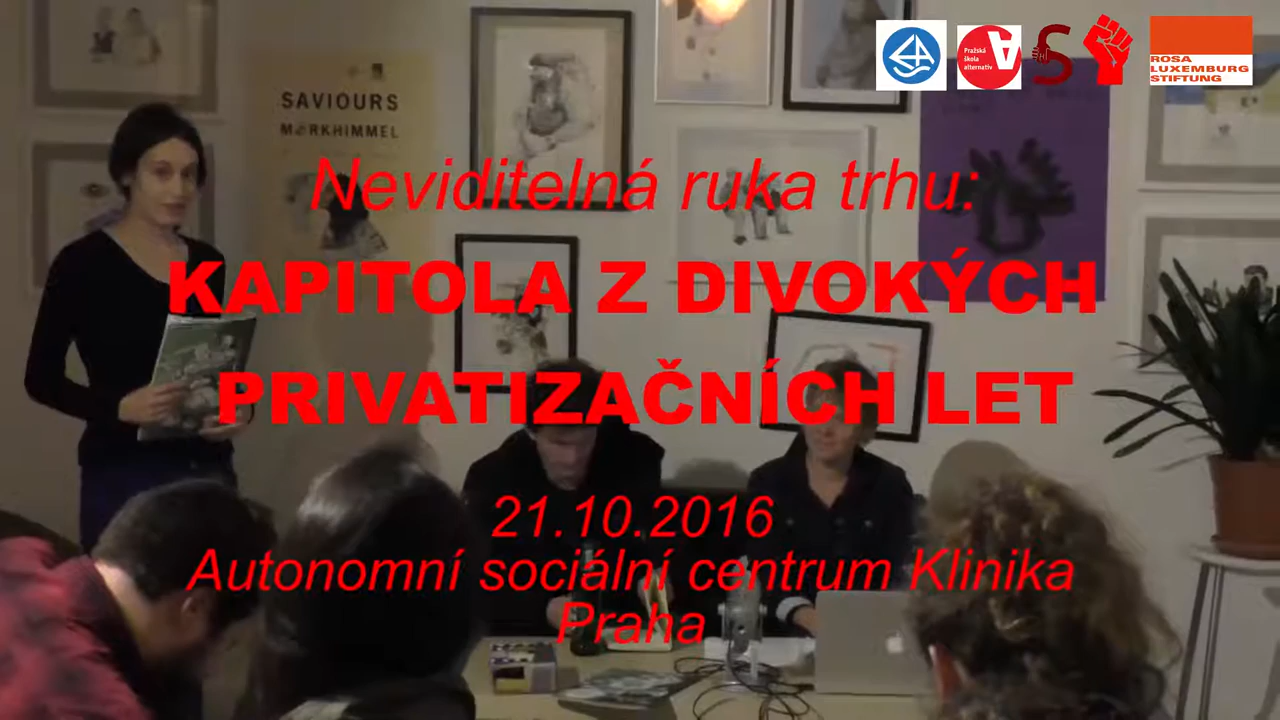 ROSA
LUXEMBURG
STIFTUNG
Pražská
škola
alternativ
A
S
SAVIOURS
MØRKHIMMEL
Neviditelná ruka trhu:
KAPITOLA Z DIVOKÝCH
PRIVATIZAČNÍCH LET
21.10.2016
Autonomní sociální centrum Klinika
Praha